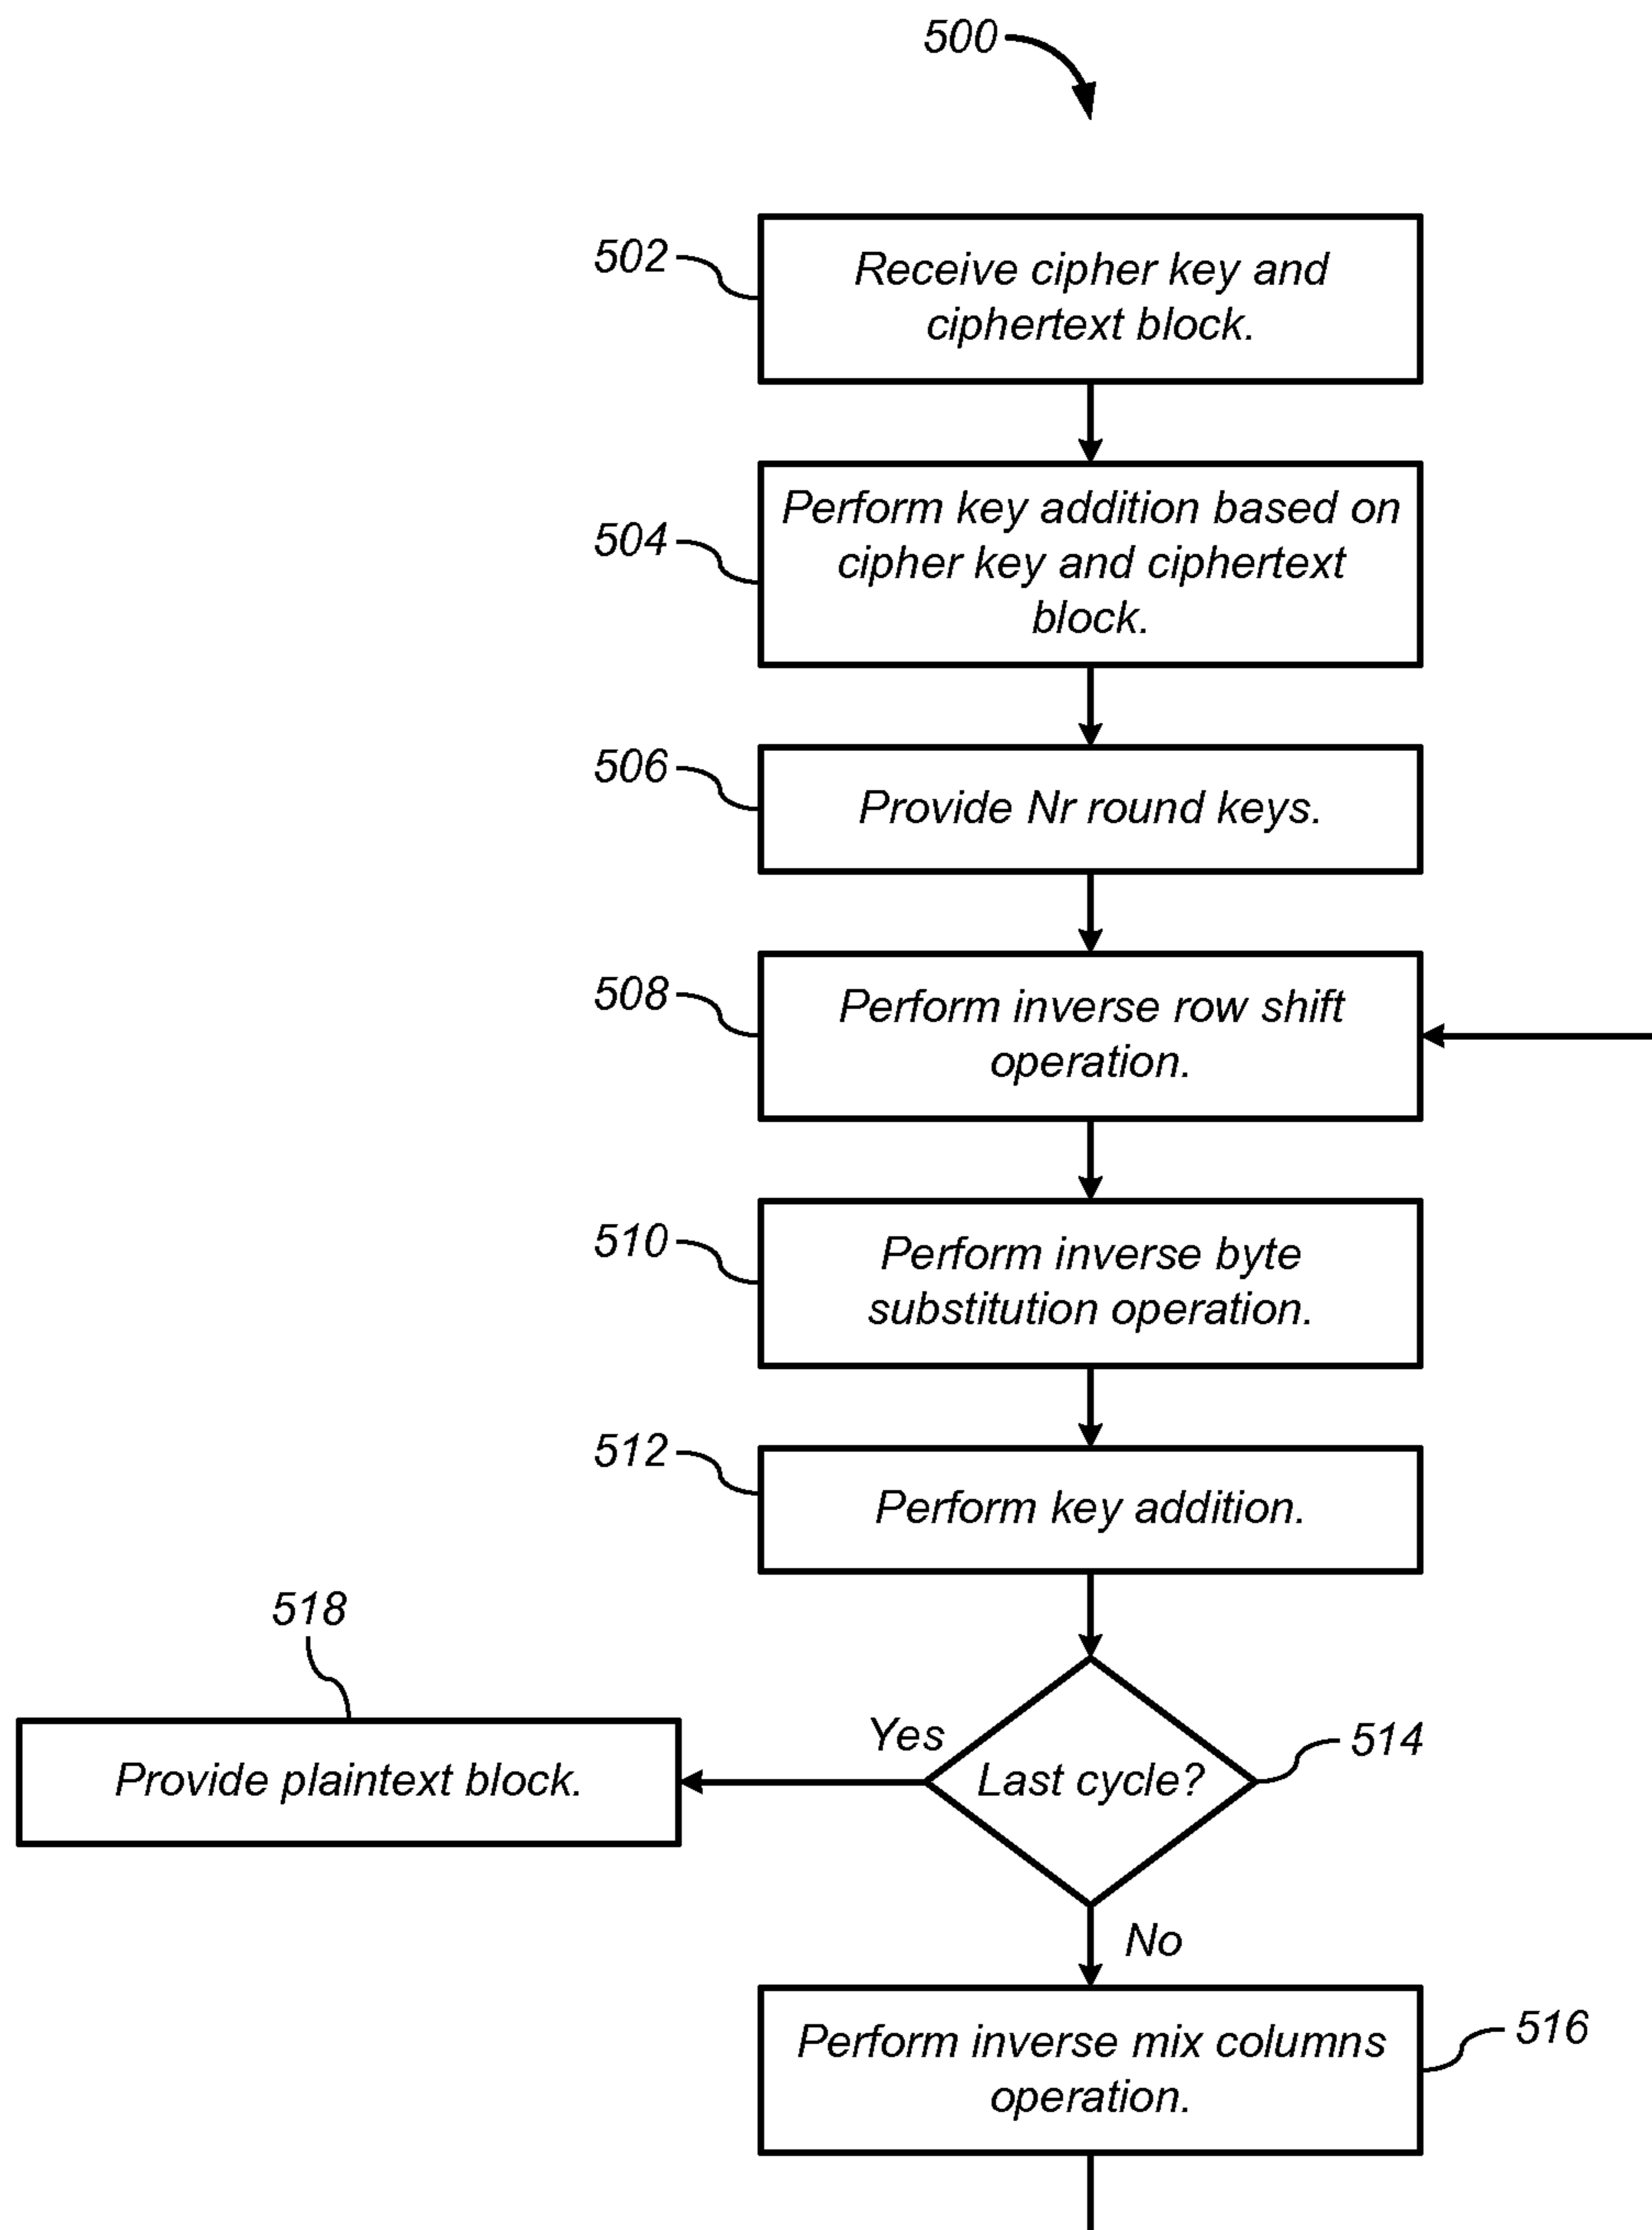 500
502
Receive cipher key and
ciphertext block.
504
Perform key addition based on
cipher key and ciphertext
block.
506
Provide Nr round keys.
508
Perform inverse row shift
operation.
510
Perform inverse byte
substitution operation.
512
Perform key addition.
518
Provide plaintext block.
Yes
Last cycle?
514
No
Perform inverse mix columns
operation.
516